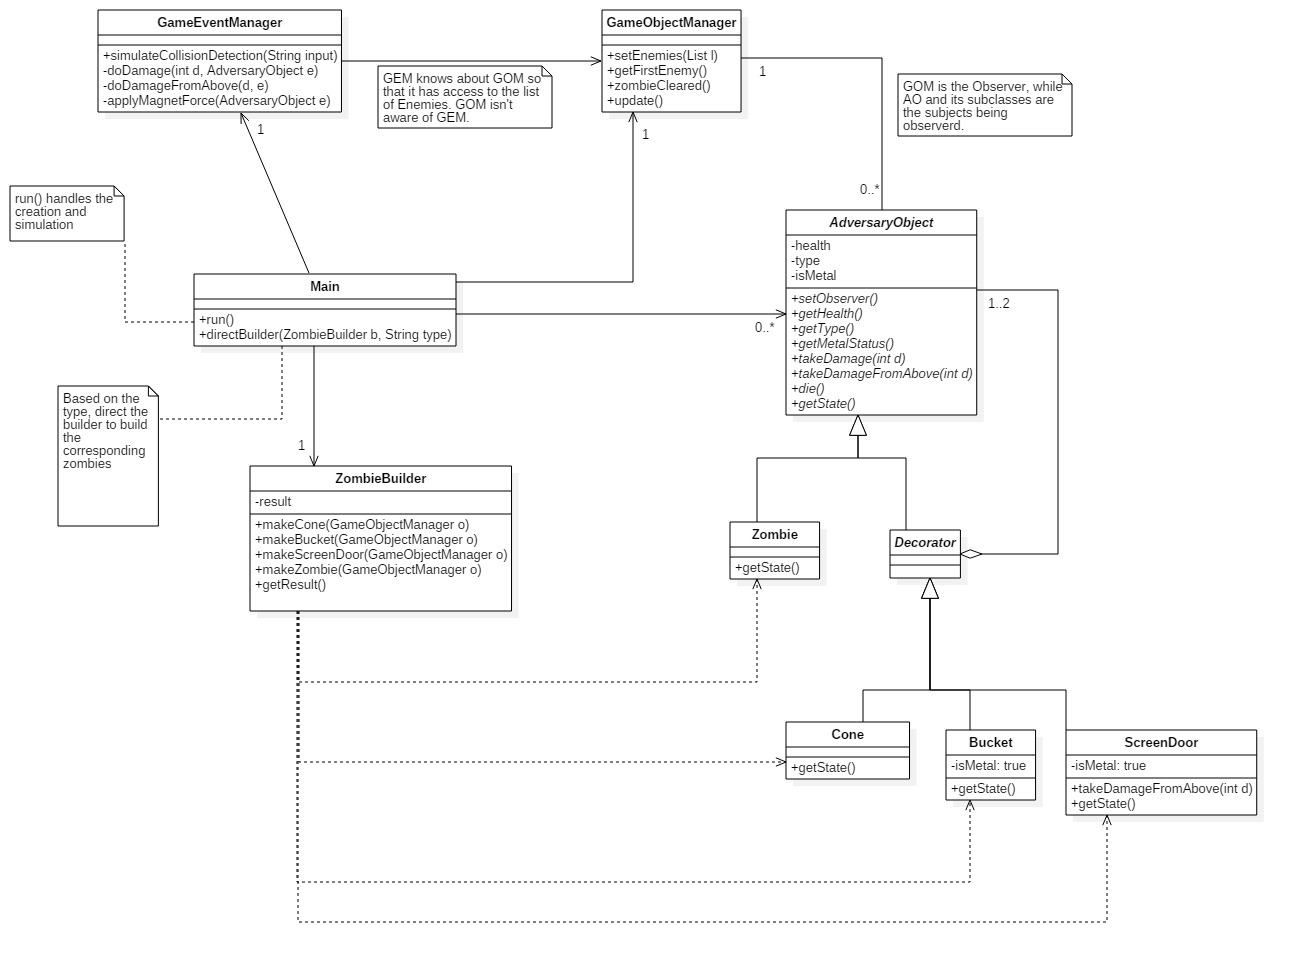 GameEventManager
+simulateCollisionDetection(String input)
-doDamage(int d, AdversaryObject e)
-doDamageFromAbove(d, e)
-applyMagnetForce(AdversaryObject e)
1
GEM knows about GOM so
that it has access to the list
of Enemies. GOM isn't
aware of GEM.
GameObjectManager
+setEnemies(List l)
+getFirstEnemy()
+zombieCleared()
+update()
1
1
0..*
GOM is the Observer, while
AO and its subclasses are
the subjects being
observerd.
run() handles the
creation and
simulation
Main
+run()
+directBuilder(ZombieBuilder b, String type)
0..*
1
AdversaryObject
-health
-type
-isMetal
+setObserver()
+getHealth()
+getType()
+getMetalStatus()
+takeDamage(int d)
+takeDamageFromAbove(int d)
+die()
+getState()
1..2
Based on the
type, direct the
builder to build
the
corresponding
zombies
ZombieBuilder
-result
+makeCone(GameObjectManager o)
+makeBucket(GameObjectManager o)
+makeScreenDoor(GameObjectManager o)
+makeZombie(GameObjectManager o)
+getResult()
Zombie
+getState()
Decorator
Cone
+getState()
Bucket
-isMetal: true
+getState()
ScreenDoor
-isMetal: true
+takeDamageFromAbove(int d)
+getState()